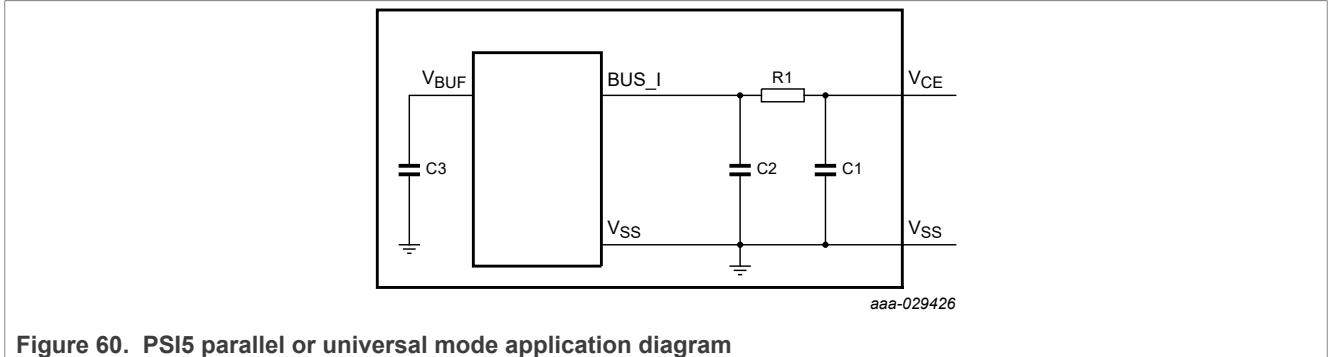 VBUF
BUS_I
R1
VCE
C3
C2
C1
VSS
VSS
aaa-029426
Figure 60. PSI5 parallel or universal mode application diagram